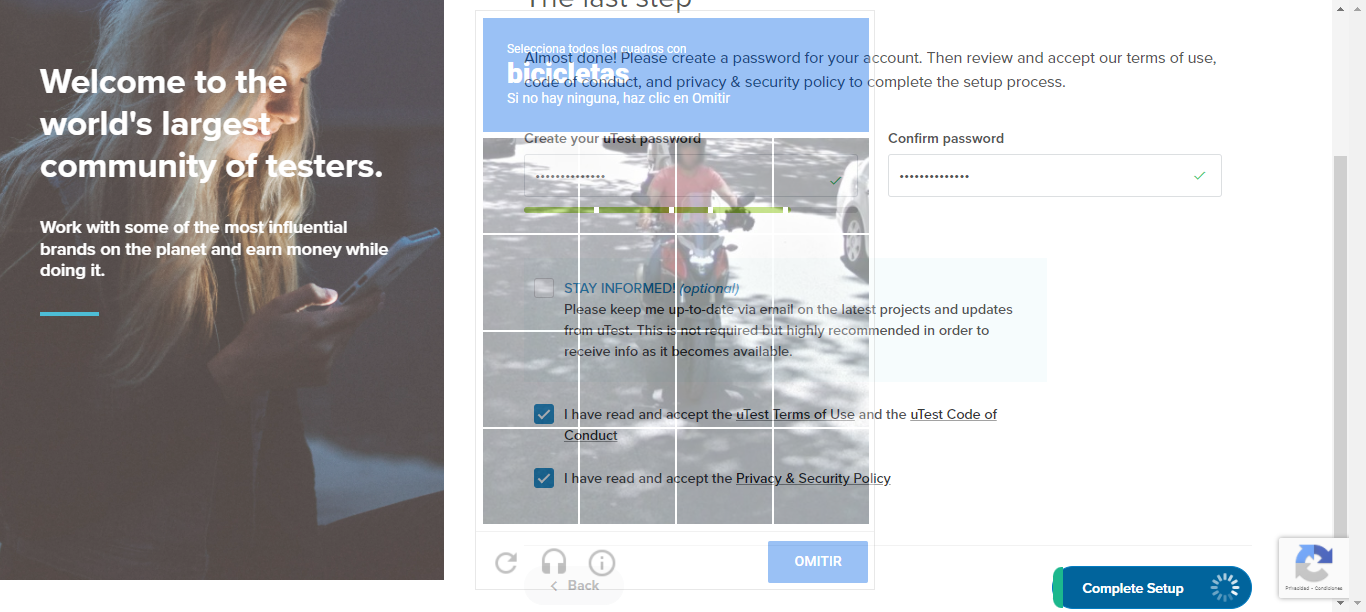 The last step
Welcome to the
world's largest
community of testers.
Work with some of the most influential
brands on the planet and earn money while
doing it.
Almost done! Please create a password for your account. Then review and accept our terms of use,
code of conduct, and privacy & security policy to complete the setup process.
Selecciona todos los cuadros con
bicicletas
Si no hay ninguna, haz clic en Omitir
Create your uTest password
Confirm password
STAY INFORMED! (optional)
Please keep me up-to-date via email on the latest projects and updates
from uTest. This is not required but highly recommended in order to
receive info as it becomes available.
I have read and accept the uTest Terms of Use and the uTest Code of
Conduct
I have read and accept the Privacy & Security Policy
OMITIR
Back
Complete Setup
Privacidad - Condiciones